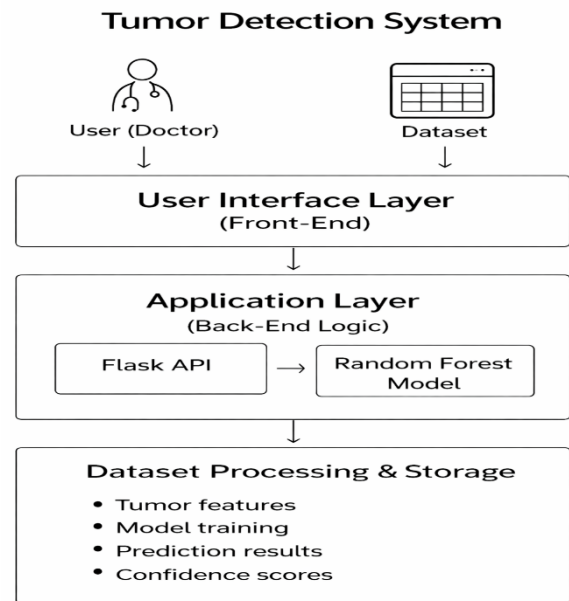 Tumor Detection System
User (Doctor)
Dataset
User Interface Layer
(Front-End)
Application Layer
(Back-End Logic)
Flask API
Random Forest
Model
Dataset Processing & Storage
• Tumor features
• Model training
• Prediction results
• Confidence scores